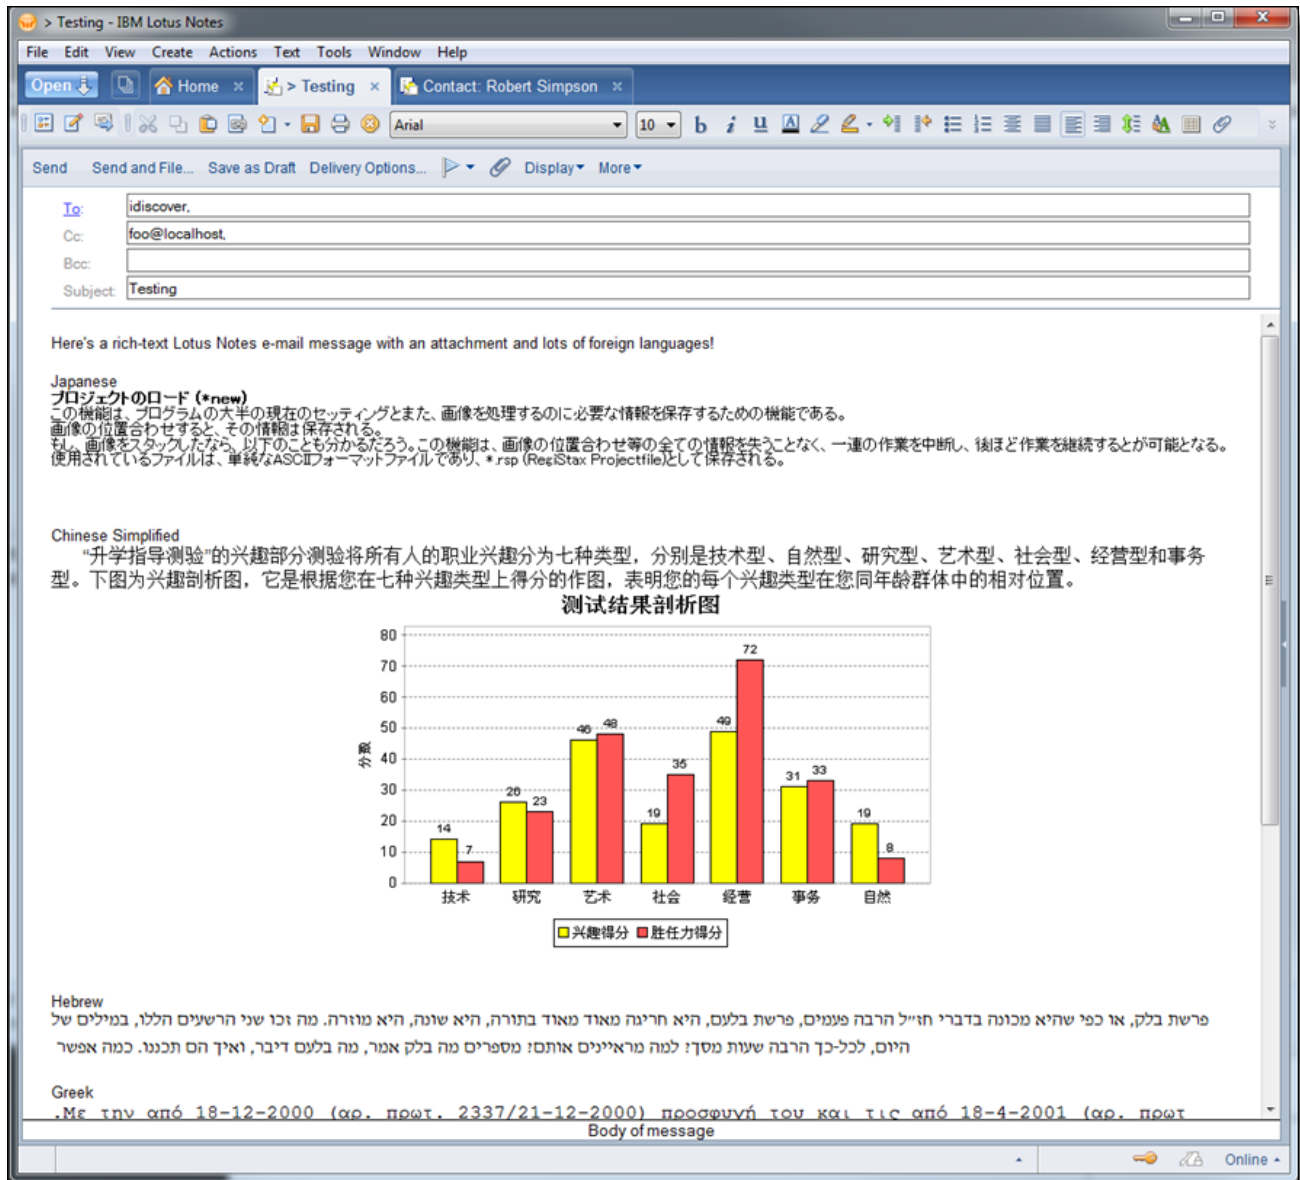 > Testing - IBM Lotus Notes
File Edit View Create Actions Text Tools Window Help
Open Home > Testing Contact: Robert Simpson
Arial 10 b i u A
Send Send and File... Save as Draft Delivery Options... Display More
To: idiscover,
Cc: foo@localhost,
Bcc:
Subject: Testing
Here's a rich-text Lotus Notes e-mail message with an attachment and lots of foreign languages!
Japanese
プロジェクトのロード (*new)
この機能は、プログラムの大半の現在のセッティングとまた、画像を処理するのに必要な情報を保存するための機能である。
画像の位置合わせすると、その情報は保存される。
もし、画像をスタックしたなら、以下のことも分かるだろう。この機能は、画像の位置合わせ等の全ての情報を失うことなく、一連の作業を中断し、後ほど作業を継続するとが可能となる。
使用されているファイルは、単純なASCIIフォーマットファイルであり、*.rsp (RegiStax Projectfile)として保存される。
Chinese Simplified
“升学指导测验”的兴趣部分测验将所有人的职业兴趣分为七种类型，分别是技术型、自然型、研究型、艺术型、社会型、经营型和事务
型。下图为兴趣剖析图，它是根据您在七种兴趣类型上得分的作图，表明您的每个兴趣类型在您同年龄群体中的相对位置。
测试结果剖析图
分数
80
70
60
50
40
30
20
10
0
14 7 26 23 46 48 19 35 49 72 31 33 19 8
技术 研究 艺术 社会 经营 事务 自然
兴趣得分 胜任力得分
Hebrew
פרשת בלק, או כפי שהיא מכונה בדברי חז״ל הרבה פעמים, פרשת בלעם, היא חריגה מאוד מאוד בתורה, היא שונה, היא מוזרה. מה זכו שני הרשעים הללו, במילים של
היום, לכל-כך הרבה שעות מסך? למה מראיינים אותם? מספרים מה בלק אמר, מה בלעם דיבר, ואיך הם תכננו. כמה אפשר
Greek
.Με την από 18-12-2000 (αρ. πρωτ. 2337/21-12-2000) προσφυγή του και τις από 18-4-2001 (αρ. πρωτ
Body of message
Online